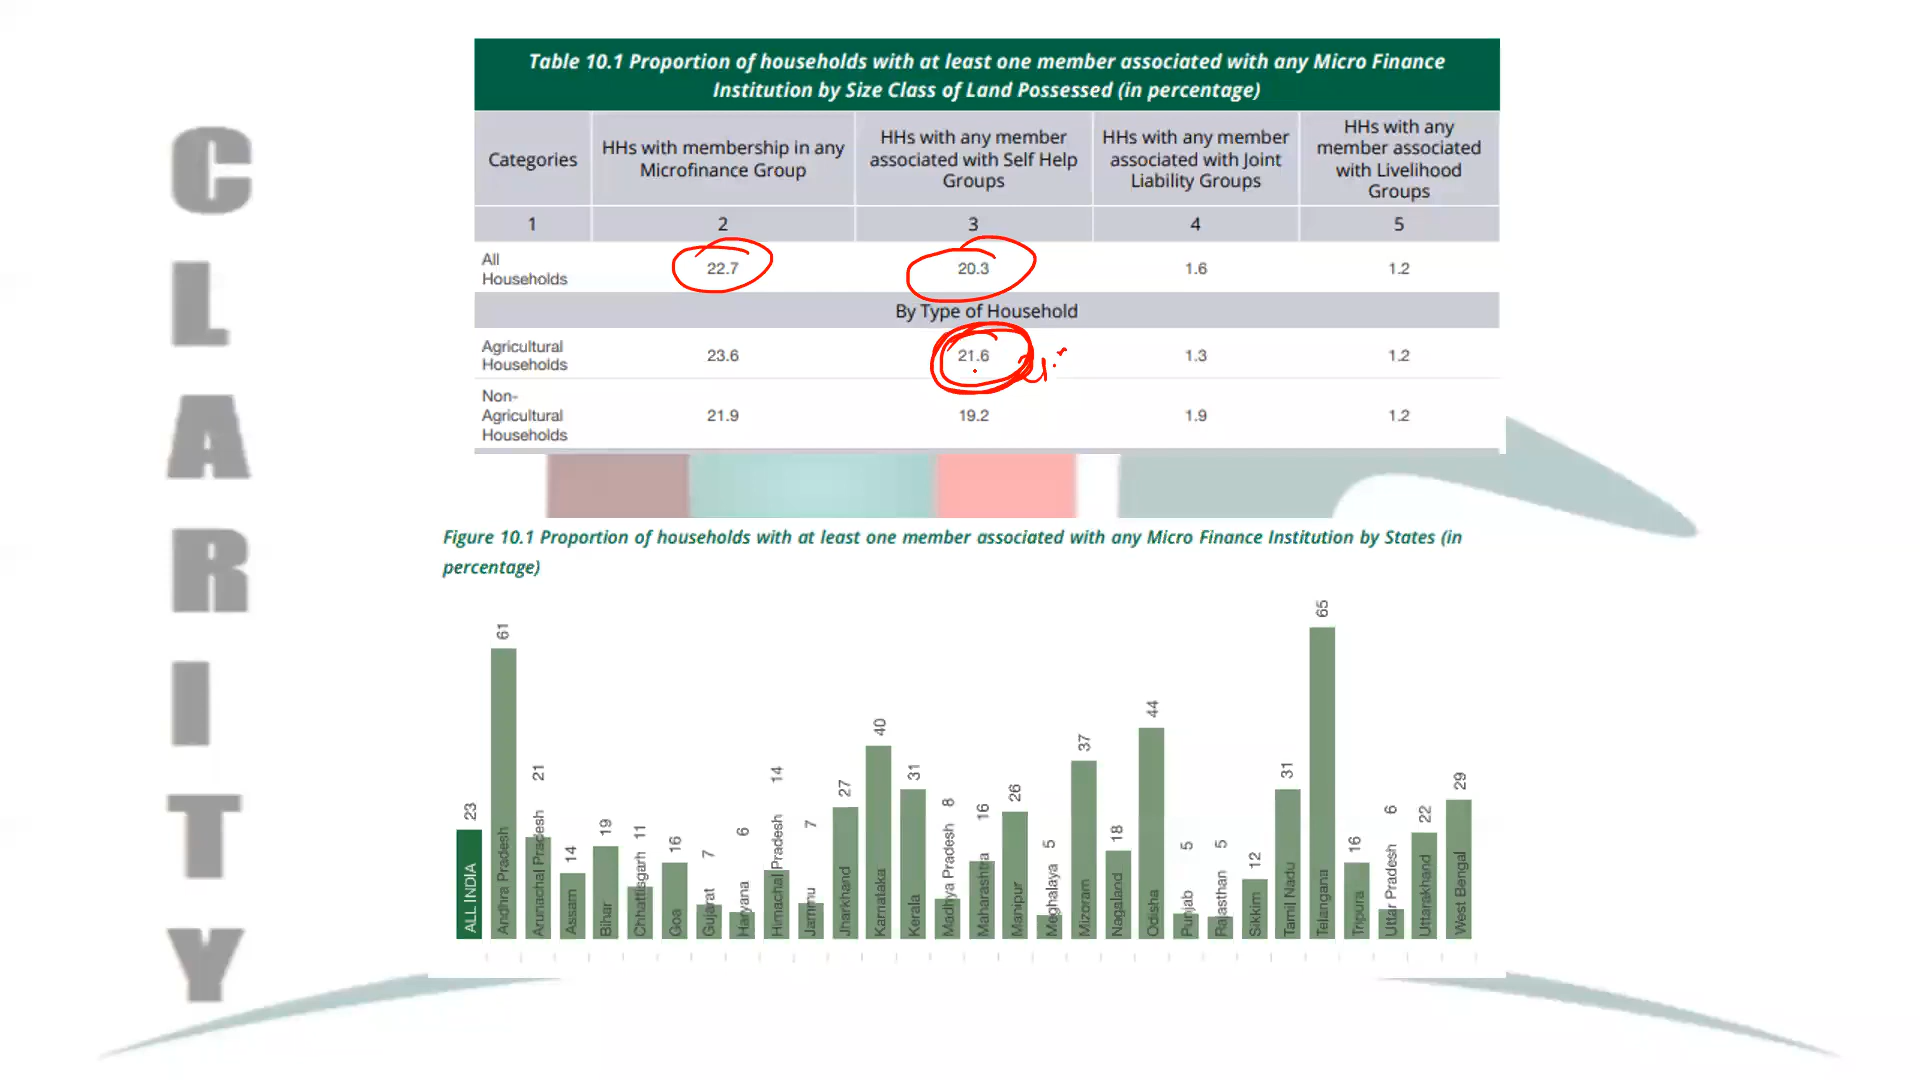 CLARITY
Table 10.1 Proportion of households with at least one member associated with any Micro Finance
Institution by Size Class of Land Possessed (in percentage)
Categories
HHs with membership in any
Microfinance Group
HHs with any member
associated with Self Help
Groups
HHs with any member
associated with Joint
Liability Groups
HHs with any
member associated
with Livelihood
Groups
1 2 3 4 5
All
Households
22.7 20.3 1.6 1.2
By Type of Household
Agricultural
Households
23.6 21.6 1.3 1.2
Non-
Agricultural
Households
21.9 19.2 1.9 1.2
Figure 10.1 Proportion of households with at least one member associated with any Micro Finance Institution by States (in
percentage)
23 ALL INDIA
61 Andhra Pradesh
21 Arunachal Pradesh
14 Assam
19 Bihar
11 Chhattisgarh
16 Goa
7 Gujarat
6 Haryana
14 Himachal Pradesh
7 Jammu
27 Jharkhand
40 Karnataka
31 Kerala
8 Madhya Pradesh
16 Maharashtra
26 Manipur
5 Meghalaya
37 Mizoram
18 Nagaland
44 Odisha
5 Punjab
5 Rajasthan
12 Sikkim
31 Tamil Nadu
65 Telangana
16 Tripura
6 Uttar Pradesh
22 Uttarakhand
29 West Bengal